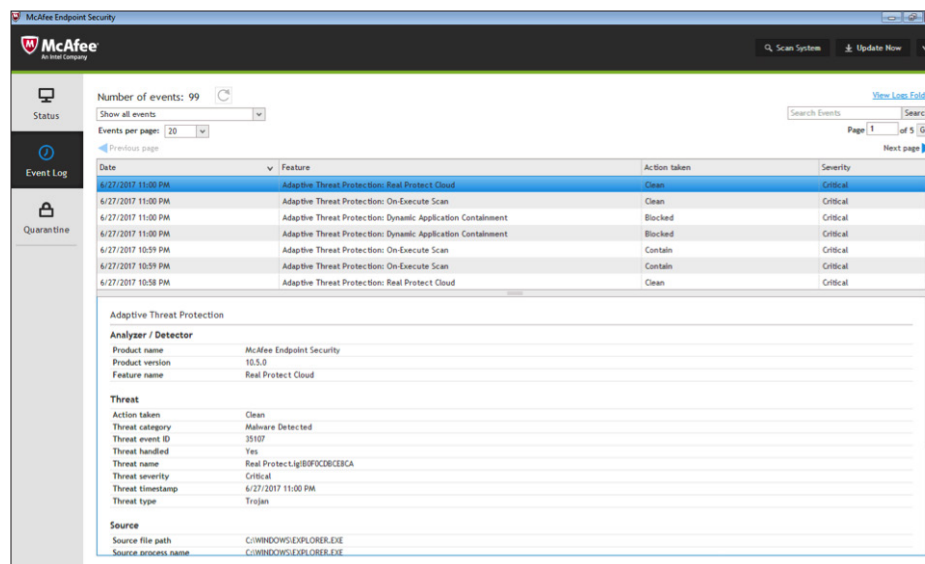 McAfee Endpoint Security
McAfee
An Intel Company
Scan System
Update Now
Status
Event Log
Quarantine
Number of events: 99
View Logs Fold
Show all events
Search Events
Searc
Events per page: 20
Page 1 of 5 G
Previous page
Next page
Date Feature Action taken Severity
6/27/2017 11:00 PM Adaptive Threat Protection: Real Protect Cloud Clean Critical
6/27/2017 11:00 PM Adaptive Threat Protection: On-Execute Scan Clean Critical
6/27/2017 11:00 PM Adaptive Threat Protection: Dynamic Application Containment Blocked Critical
6/27/2017 11:00 PM Adaptive Threat Protection: Dynamic Application Containment Blocked Critical
6/27/2017 10:59 PM Adaptive Threat Protection: On-Execute Scan Contain Critical
6/27/2017 10:59 PM Adaptive Threat Protection: On-Execute Scan Contain Critical
6/27/2017 10:58 PM Adaptive Threat Protection: Real Protect Cloud Clean Critical
Adaptive Threat Protection
Analyzer / Detector
Product name McAfee Endpoint Security
Product version 10.5.0
Feature name Real Protect Cloud
Threat
Action taken Clean
Threat category Malware Detected
Threat event ID 35107
Threat handled Yes
Threat name Real Protect.ig!B0F0CDBCE8CA
Threat severity Critical
Threat timestamp 6/27/2017 11:00 PM
Threat type Trojan
Source
Source file path C:\WINDOWS\EXPLORER.EXE
Source process name C:\WINDOWS\EXPLORER.EXE